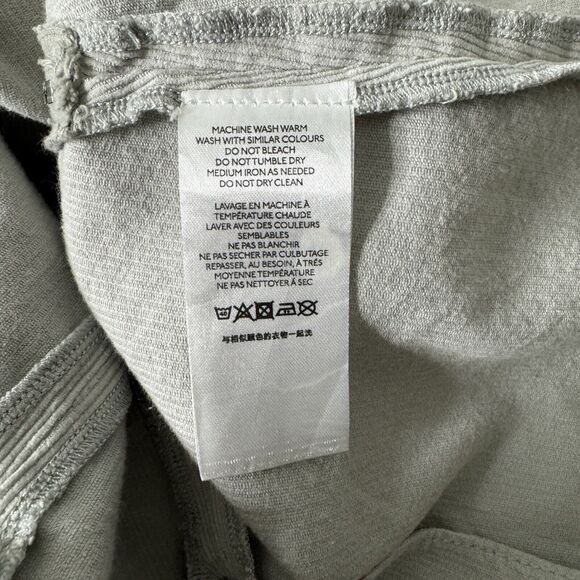 MACHINE WASH WARM
WASH WITH SIMILAR COLOURS
DO NOT BLEACH
DO NOT TUMBLE DRY
MEDIUM IRON AS NEEDED
DO NOT DRY CLEAN
LAVAGE EN MACHINE À
TEMPÉRATURE CHAUDE
LAVER AVEC DES COULEURS
SEMBLABLES
NE PAS BLANCHIR
NE PAS SECHER PAR CULBUTAGE
REPASSER, AU BESOIN, À TRÉS
MOYENNE TEMPÉRATURE
NE PAS NETTOYER À SEC
40
与相似颜色的衣物一起洗